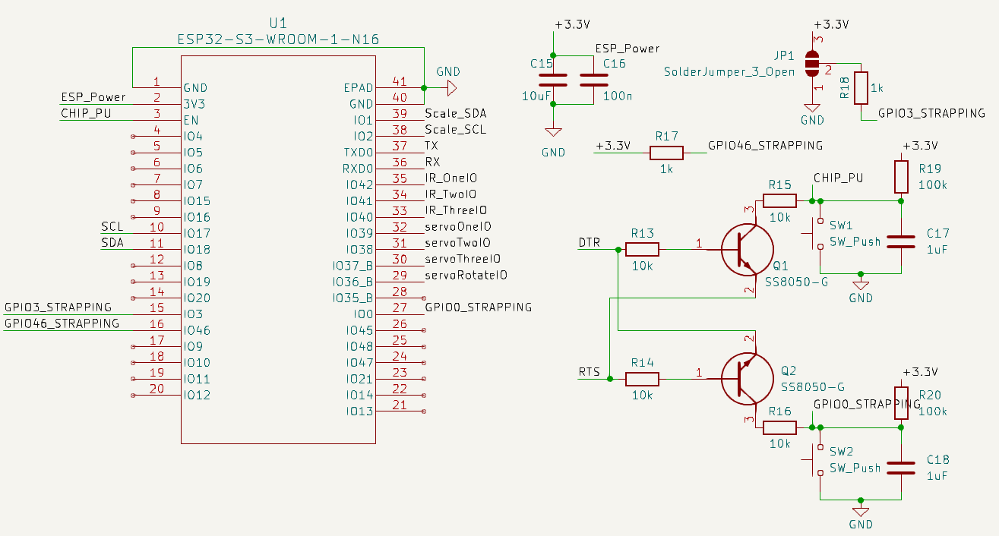 U1
ESP32-S3-WROOM-1-N16
1 GND
ESP_Power 2 3V3
CHIP_PU 3 EN
4 IO4
5 IO5
6 IO6
7 IO7
8 IO15
9 IO16
SCL 10 IO17
SDA 11 IO18
12 IO8
13 IO19
14 IO20
GPIO3_STRAPPING 15 IO3
GPIO46_STRAPPING 16 IO46
17 IO9
18 IO10
19 IO11
20 IO12
EPAD 41 GND
GND 40
IO1 39 Scale_SDA
IO2 38 Scale_SCL
TXD0 37 TX
RXD0 36 RX
IO42 35 IR_OneIO
IO41 34 IR_TwoIO
IO40 33 IR_ThreeIO
IO39 32 servoOneIO
IO38 31 servoTwoIO
IO37_B 30 servoThreeIO
IO36_B 29 servoRotateIO
IO35_B 28
IO0 27 GPIO0_STRAPPING
IO45 26
IO48 25
IO47 24
IO21 23
IO14 22
IO13 21
+3.3V
ESP_Power
C15 C16
10uF 100n
GND
+3.3V
3
JP1
SolderJumper_3_Open
2
1
GND
R18
1k
GPIO3_STRAPPING
+3.3V R17 GPIO46_STRAPPING
1k
+3.3V
R19
100k
CHIP_PU
R15
10k
3
SW1
SW_Push
C17
1uF
GND
DTR R13 1
10k
Q1
SS8050-G
2
2
RTS R14 1
10k
Q2
SS8050-G
3
R16
10k
+3.3V
R20
100k
GPIO0_STRAPPING
SW2
SW_Push
C18
1uF
GND